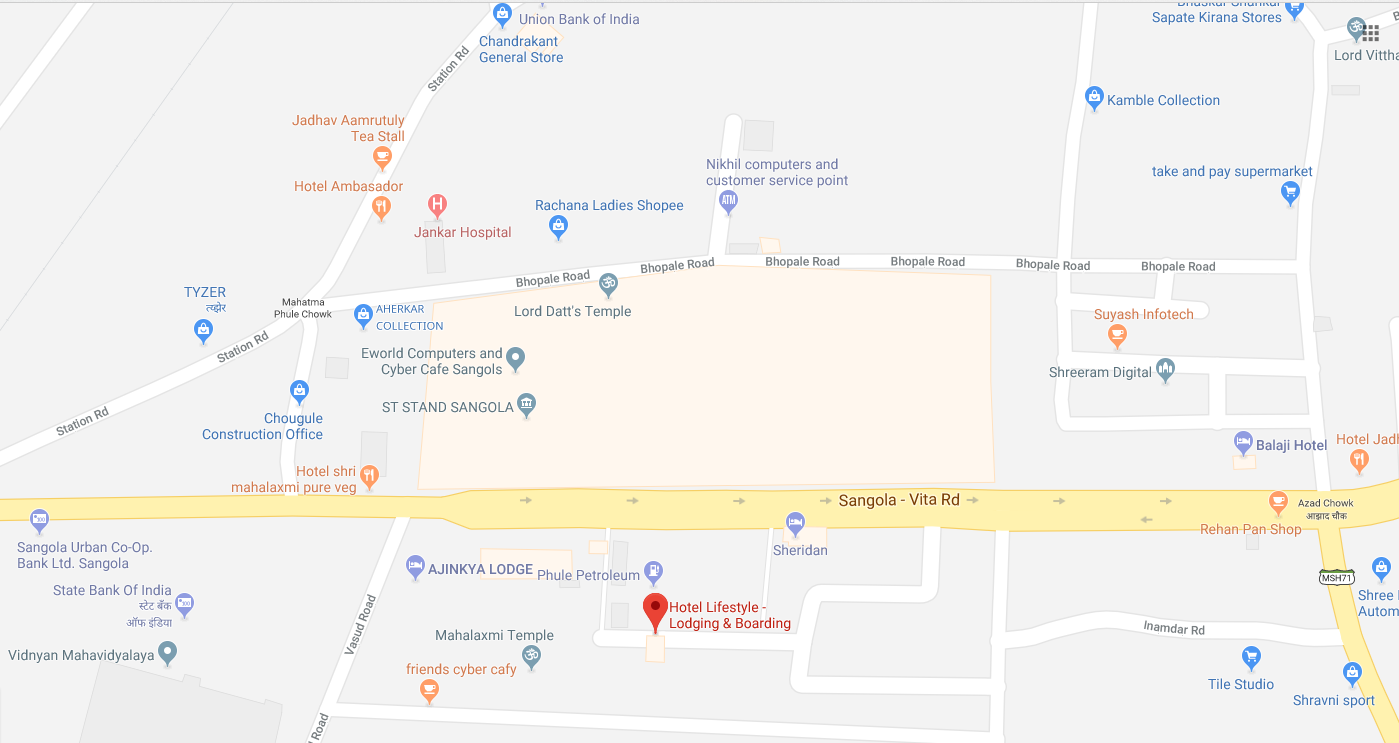 Bhaskar Shankar
Sapate Kirana Stores
Union Bank of India
Chandrakant
General Store
Station Rd
Lord Vittha
Kamble Collection
Jadhav Aamrutuly
Tea Stall
Nikhil computers and
customer service point
ATM
take and pay supermarket
Hotel Ambasador
H
Jankar Hospital
Rachana Ladies Shopee
Bhopale Road
Bhopale Road
Bhopale Road
Bhopale Road
Bhopale Road
Bhopale Road
TYZER
त्य्झेर
Mahatma
Phule Chowk
AHERKAR
COLLECTION
Lord Datt's Temple
Suyash Infotech
Station Rd
Eworld Computers and
Cyber Cafe Sangols
Shreeram Digital
ST STAND SANGOLA
Station Rd
Chougule
Construction Office
Balaji Hotel
Hotel Jadh
Hotel shri
mahalaxmi pure veg
Sangola - Vita Rd
Azad Chowk
आझाद चौक
Rehan Pan Shop
Sangola Urban Co-Op.
Bank Ltd. Sangola
Sheridan
AJINKYA LODGE
Phule Petroleum
MSH71
State Bank Of India
स्टेट बँक
ऑफ इंडिया
Shree
Autom
Hotel Lifestyle -
Lodging & Boarding
Vasud Road
Inamdar Rd
Mahalaxmi Temple
Vidnyan Mahavidyalaya
friends cyber cafy
Tile Studio
Shravni sport
Road